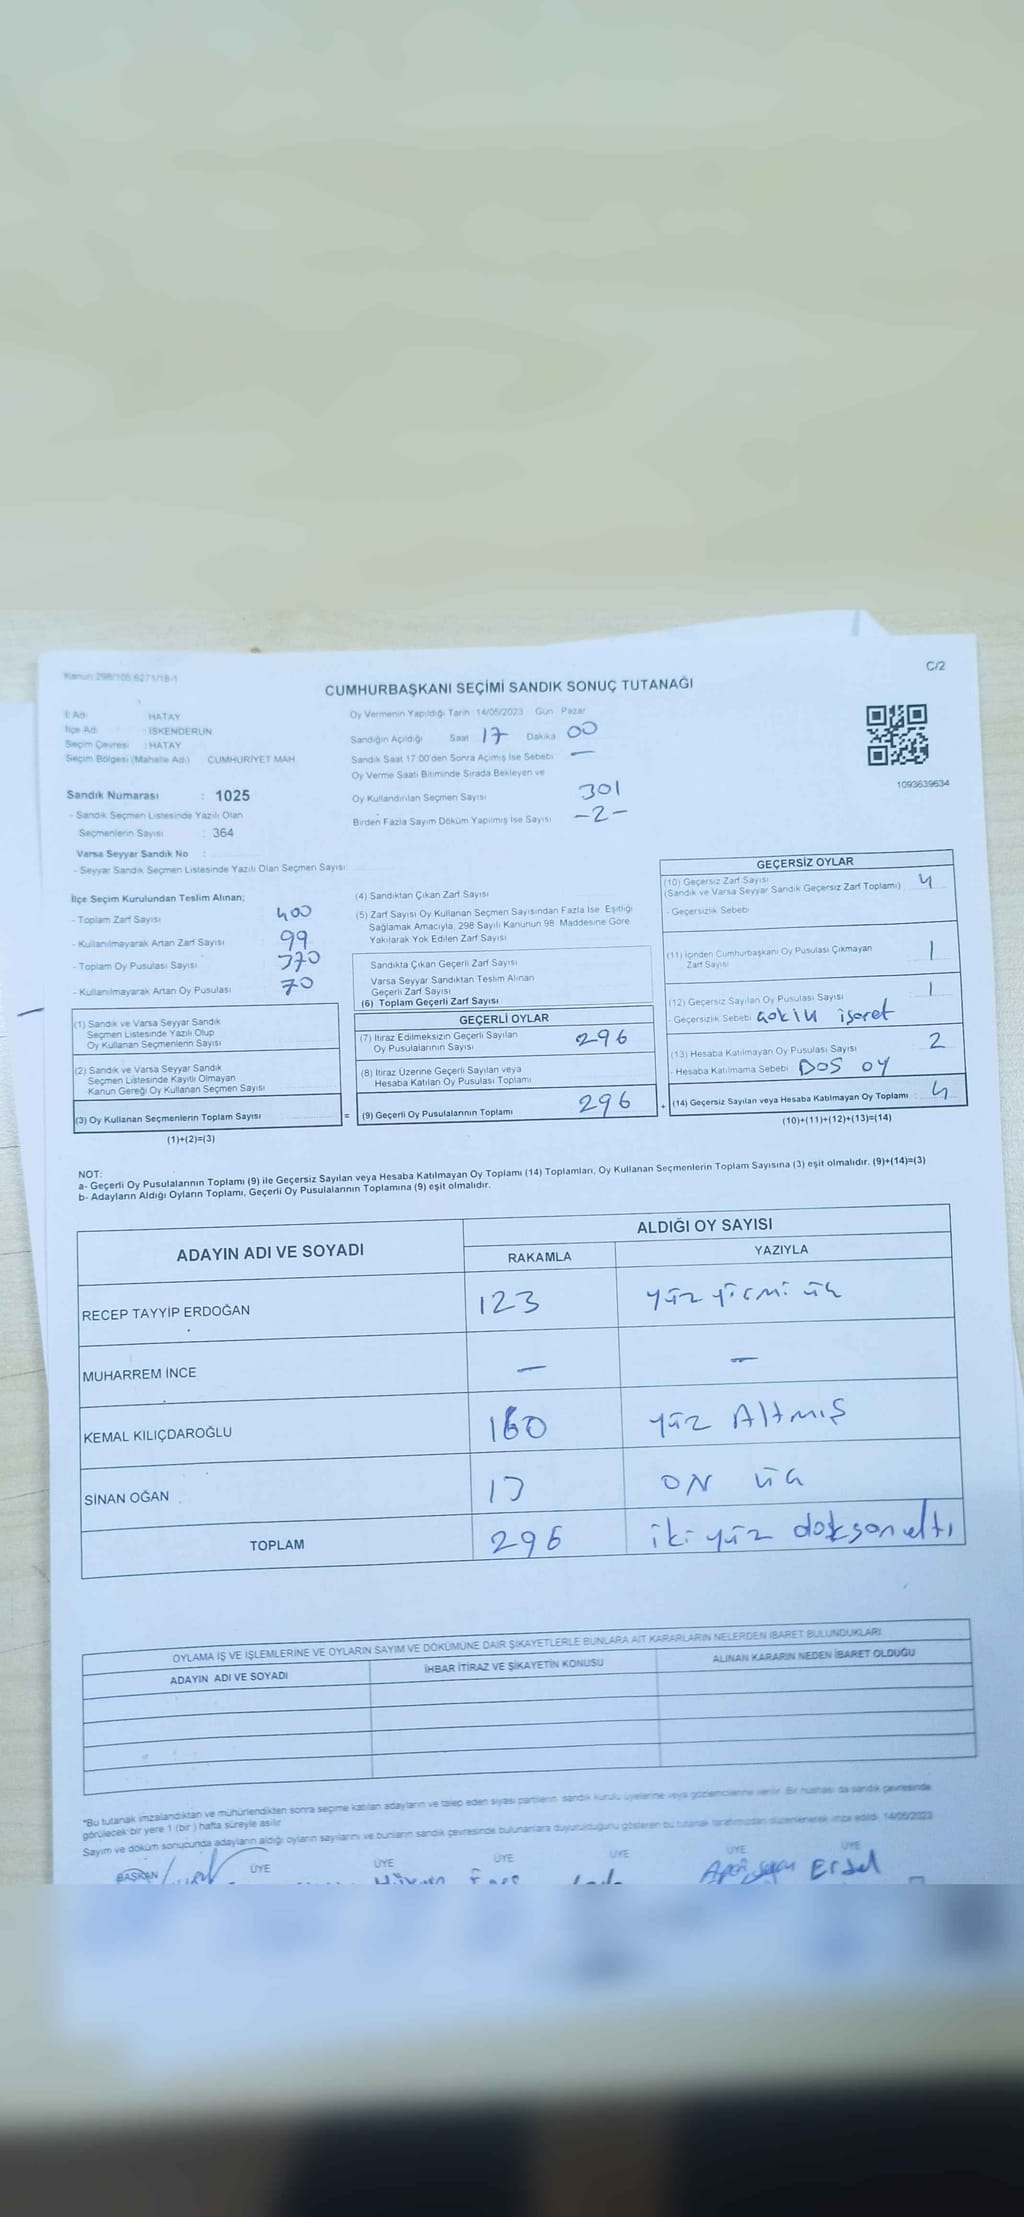 Kanun: 298/105, 6271/18-1
C/2
CUMHURBAŞKANI SEÇİMİ SANDIK SONUÇ TUTANAĞI
İl Adı : HATAY
İlçe Adı : İSKENDERUN
Seçim Çevresi : HATAY
Seçim Bölgesi (Mahalle Adı) CUMHURİYET MAH
Sandık Numarası : 1025
- Sandık Seçmen Listesinde Yazılı Olan
Seçmenlerin Sayısı : 364
Varsa Seyyar Sandık No :
- Seyyar Sandık Seçmen Listesinde Yazılı Olan Seçmen Sayısı
Oy Vermenin Yapıldığı Tarih 14/05/2023 Gün Pazar
Sandığın Açıldığı Saat 17 Dakika 00
Sandık Saat 17:00'den Sonra Açımış İse Sebebi —
Oy Verme Saati Bitiminde Sırada Bekleyen ve
Oy Kullandırılan Seçmen Sayısı 301
Birden Fazla Sayım Döküm Yapılmış İse Sayısı -2-
1093639634
İlçe Seçim Kurulundan Teslim Alınan;
- Toplam Zarf Sayısı 400
- Kullanılmayarak Artan Zarf Sayısı 99
- Toplam Oy Pusulası Sayısı 370
- Kullanılmayarak Artan Oy Pusulası 70
(1) Sandık ve Varsa Seyyar Sandık
Seçmen Listesinde Yazılı Olup
Oy Kullanan Seçmenlerin Sayısı
(2) Sandık ve Varsa Seyyar Sandık
Seçmen Listesinde Kayıtlı Olmayan
Kanun Gereği Oy Kullanan Seçmen Sayısı
(3) Oy Kullanan Seçmenlerin Toplam Sayısı =
(1)+(2)=(3)
(4) Sandıktan Çıkan Zarf Sayısı
(5) Zarf Sayısı Oy Kullanan Seçmen Sayısından Fazla İse, Eşitliği
Sağlamak Amacıyla, 298 Sayılı Kanunun 98. Maddesine Göre
Yakılarak Yok Edilen Zarf Sayısı
Sandıkta Çıkan Geçerli Zarf Sayısı
Varsa Seyyar Sandıktan Teslim Alınan
Geçerli Zarf Sayısı
(6) Toplam Geçerli Zarf Sayısı
GEÇERLİ OYLAR
(7) İtiraz Edilmeksizin Geçerli Sayılan
Oy Pusulalarının Sayısı 296
(8) İtiraz Üzerine Geçerli Sayılan veya
Hesaba Katılan Oy Pusulası Toplamı
(9) Geçerli Oy Pusulalarının Toplamı 296 +
GEÇERSİZ OYLAR
(10) Geçersiz Zarf Sayısı 4
(Sandık ve Varsa Seyyar Sandık Geçersiz Zarf Toplamı)
- Geçersizlik Sebebi
(11) İçinden Cumhurbaşkanı Oy Pusulası Çıkmayan 1
Zarf Sayısı
(12) Geçersiz Sayılan Oy Pusulası Sayısı 1
- Geçersizlik Sebebi işaret
(13) Hesaba Katılmayan Oy Pusulası Sayısı 2
- Hesaba Katılmama Sebebi Boş oy
(14) Geçersiz Sayılan veya Hesaba Katılmayan Oy Toplamı : 4
(10)+(11)+(12)+(13)=(14)
NOT:
a- Geçerli Oy Pusulalarının Toplamı (9) ile Geçersiz Sayılan veya Hesaba Katılmayan Oy Toplamı (14) Toplamları, Oy Kullanan Seçmenlerin Toplam Sayısına (3) eşit olmalıdır. (9)+(14)=(3)
b- Adayların Aldığı Oyların Toplamı, Geçerli Oy Pusulalarının Toplamına (9) eşit olmalıdır.
ADAYIN ADI VE SOYADI
ALDIĞI OY SAYISI
RAKAMLA YAZIYLA
RECEP TAYYİP ERDOĞAN 123 yüz yirmi üç
MUHARREM İNCE — —
KEMAL KILIÇDAROĞLU 160 yüz Altmış
SİNAN OĞAN 13 ON üç
TOPLAM 296 iki yüz doksan altı
OYLAMA İŞ VE İŞLEMLERİNE VE OYLARIN SAYIM VE DÖKÜMÜNE DAİR ŞİKAYETLERLE BUNLARA AİT KARARLARIN NELERDEN İBARET BULUNDUKLARI
ADAYIN ADI VE SOYADI İHBAR İTİRAZ VE ŞİKAYETİN KONUSU ALINAN KARARIN NEDEN İBARET OLDUĞU
*Bu tutanak imzalandıktan ve mühürlendikten sonra seçime katılan adayların ve talep eden siyasi partilerin sandık kurulu üyelerine veya gözlemcilerine verilir. Bir nüshası da sandık çevresinde
görülecek bir yere 1 (bir ) hafta süreyle asılır
Sayım ve döküm sonucunda adayların aldığı oyların sayılarını ve bunların sandık çevresinde bulunanlara duyurulduğunu gösteren bu tutanak tarafımızdan düzenlenerek imza edildi. 14/05/2023
BAŞKAN ÜYE ÜYE ÜYE ÜYE ÜYE ÜYE
Ersel